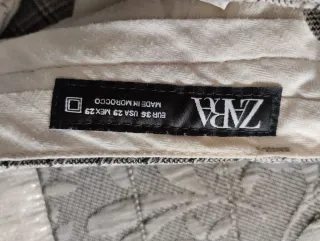 ZARA
EUR 36 USA 29 MEX 29
MADE IN MOROCCO